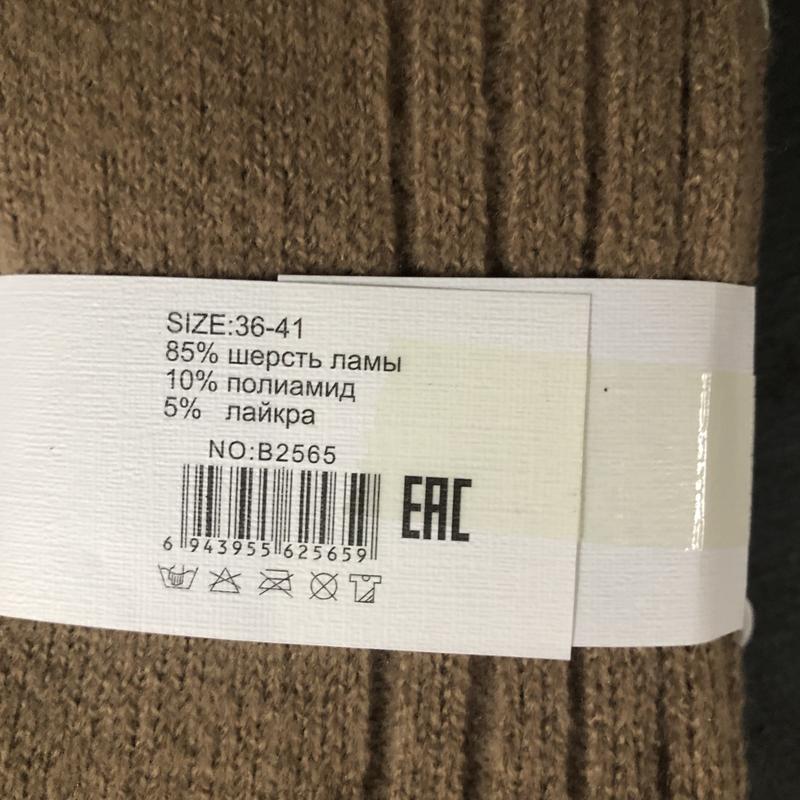 SIZE:36-41
85% шерсть ламы
10% полиамид
5% лайкра
NO:B2565
EAC
6 943955 625659